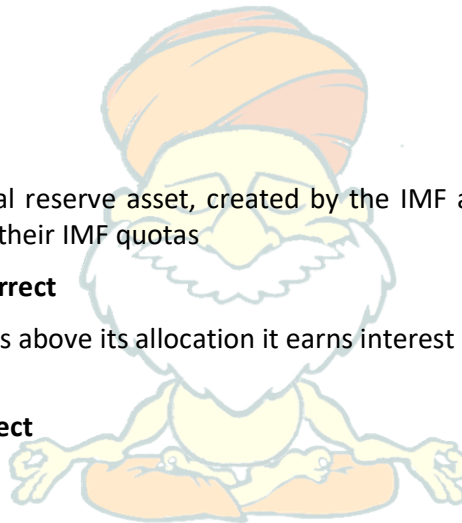 al reserve asset, created by the IMF a
their IMF quotas
rrect
s above its allocation it earns interest
ect